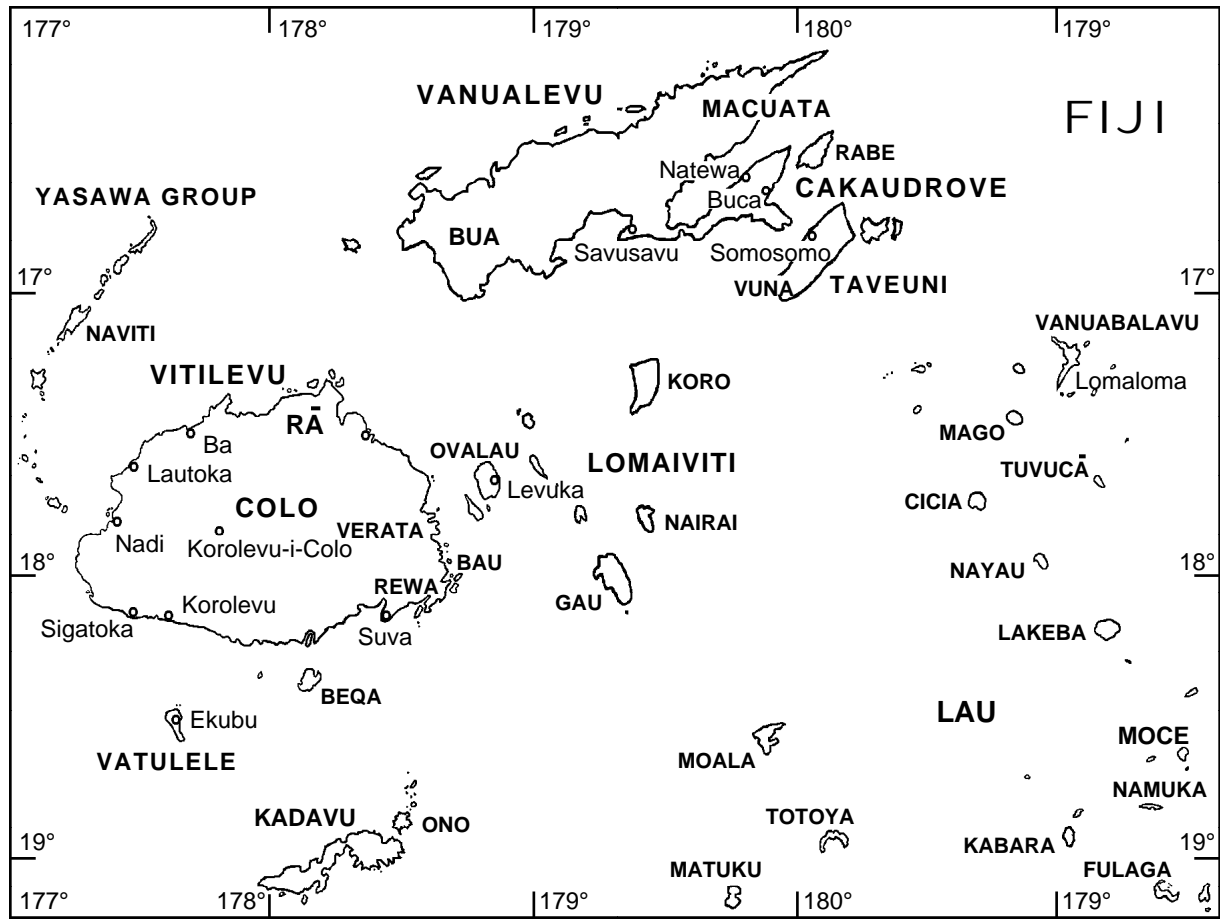 177°
178°
179°
180°
179°
VANUALEVU
MACUATA
FIJI
RABE
Natewa
YASAWA GROUP
Buca
CAKAUDROVE
BUA
Savusavu
Somosomo
17°
17°
VUNA
TAVEUNI
NAVITI
VANUABALAVU
VITILEVU
KORO
Lomaloma
RĀ
Ba
MAGO
OVALAU
LOMAIVITI
Lautoka
TUVUCĀ
Levuka
CICIA
COLO
NAIRAI
VERATA
Nadi
Korolevu-i-Colo
BAU
NAYAU
18°
18°
REWA
GAU
Korolevu
Sigatoka
Suva
LAKEBA
BEQA
LAU
Ekubu
MOCE
VATULELE
MOALA
NAMUKA
KADAVU
ONO
TOTOYA
KABARA
19°
19°
MATUKU
FULAGA
177°
178°
179°
180°
179°